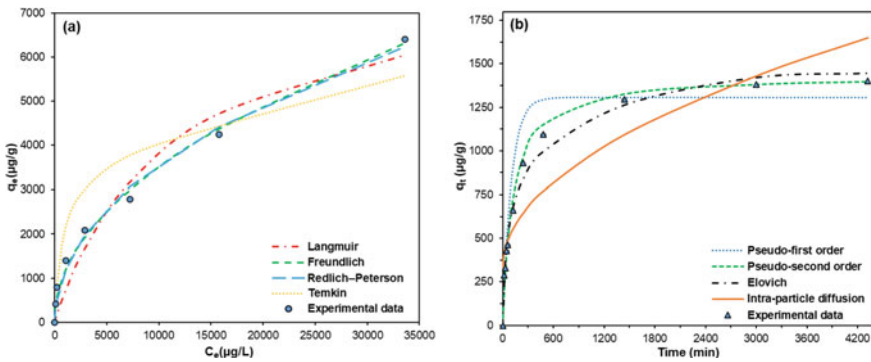 (a)
7000
6000
5000
4000
3000
2000
1000
0
qe(µg/g)
Langmuir
Freundlich
Redlich–Peterson
Temkin
Experimental data
0 5000 10000 15000 20000 25000 30000 35000
Ce(µg/L)
(b)
1750
1500
1250
1000
750
500
250
0
qt(µg/g)
Pseudo-first order
Pseudo-second order
Elovich
Intra-particle diffusion
Experimental data
0 600 1200 1800 2400 3000 3600 4200
Time (min)